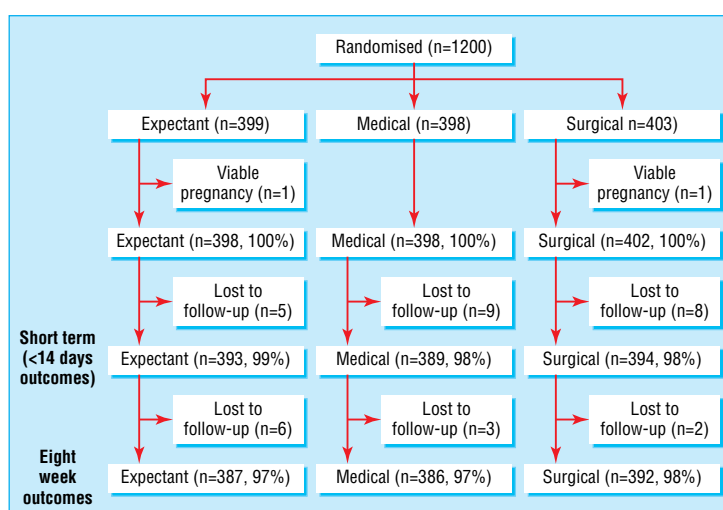 Randomised (n=1200)
Expectant (n=399)
Medical (n=398)
Surgical n=403)
Viable
pregnancy (n=1)
Viable
pregnancy (n=1)
Expectant (n=398, 100%)
Medical (n=398, 100%)
Surgical (n=402, 100%)
Lost to
follow-up (n=5)
Lost to
follow-up (n=9)
Lost to
follow-up (n=8)
Short term
(<14 days
outcomes)
Expectant (n=393, 99%)
Medical (n=389, 98%)
Surgical (n=394, 98%)
Lost to
follow-up (n=6)
Lost to
follow-up (n=3)
Lost to
follow-up (n=2)
Eight
week
outcomes
Expectant (n=387, 97%)
Medical (n=386, 97%)
Surgical (n=392, 98%)